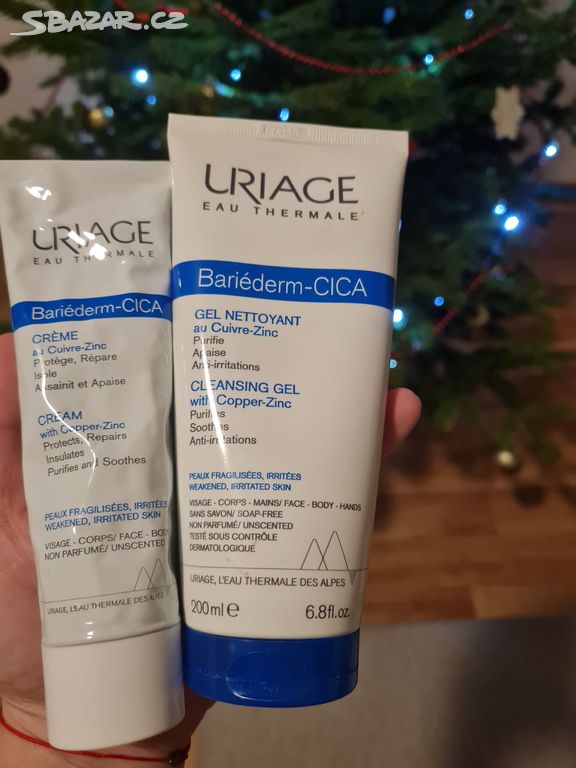 SBAZAR.CZ
URIAGE
EAU THERMALE
Bariéderm-CICA
CRÈME
au Cuivre-Zinc
Protège, Répare
Isole
Assainit et Apaise
CREAM
with Copper-Zinc
Protects, Repairs
Insulates
Purifies and Soothes
PEAUX FRAGILISÉES, IRRITÉES
WEAKENED, IRRITATED SKIN
VISAGE - CORPS/ FACE - BODY
NON PARFUMÉ/ UNSCENTED
URIAGE, L'EAU THERMALE DES ALPES
URIAGE
EAU THERMALE
Bariéderm-CICA
GEL NETTOYANT
au Cuivre-Zinc
Purifie
Apaise
Anti-irritations
CLEANSING GEL
with Copper-Zinc
Purifies
Soothes
Anti-irritations
PEAUX FRAGILISÉES, IRRITÉES
WEAKENED, IRRITATED SKIN
VISAGE - CORPS - MAINS/ FACE - BODY - HANDS
SANS SAVON/ SOAP-FREE
NON PARFUMÉ/ UNSCENTED
TESTÉ SOUS CONTRÔLE
DERMATOLOGIQUE
URIAGE, L'EAU THERMALE DES ALPES
200 ml e 6.8 fl.oz.